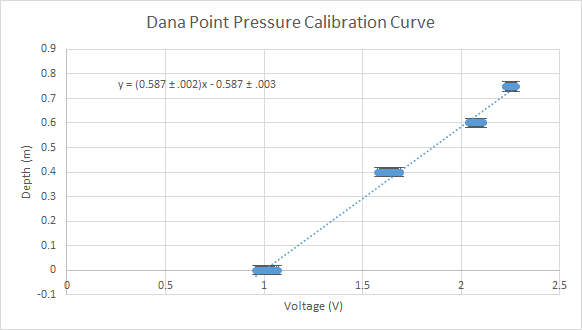 Dana Point Pressure Calibration Curve
y = (0.587 ± .002)x - 0.587 ± .003
Depth (m)
0.9
0.8
0.7
0.6
0.5
0.4
0.3
0.2
0.1
0
-0.1
0 0.5 1 1.5 2 2.5
Voltage (V)